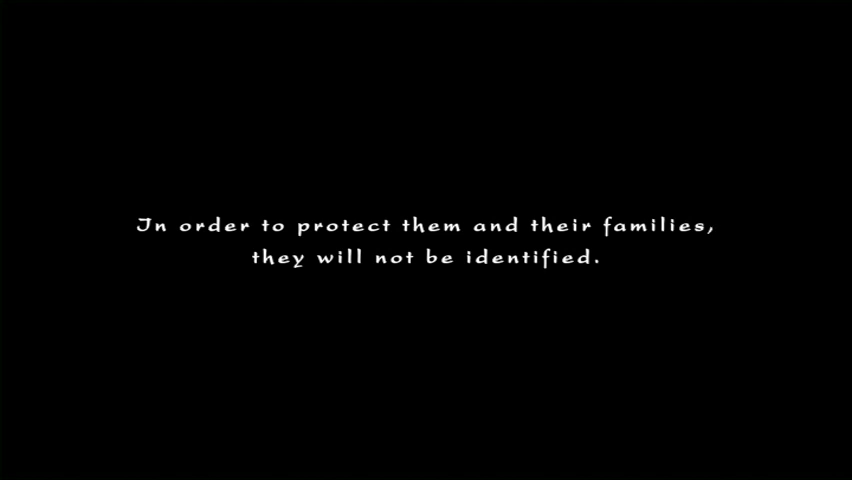 In order to protect them and their families,
they will not be identified.